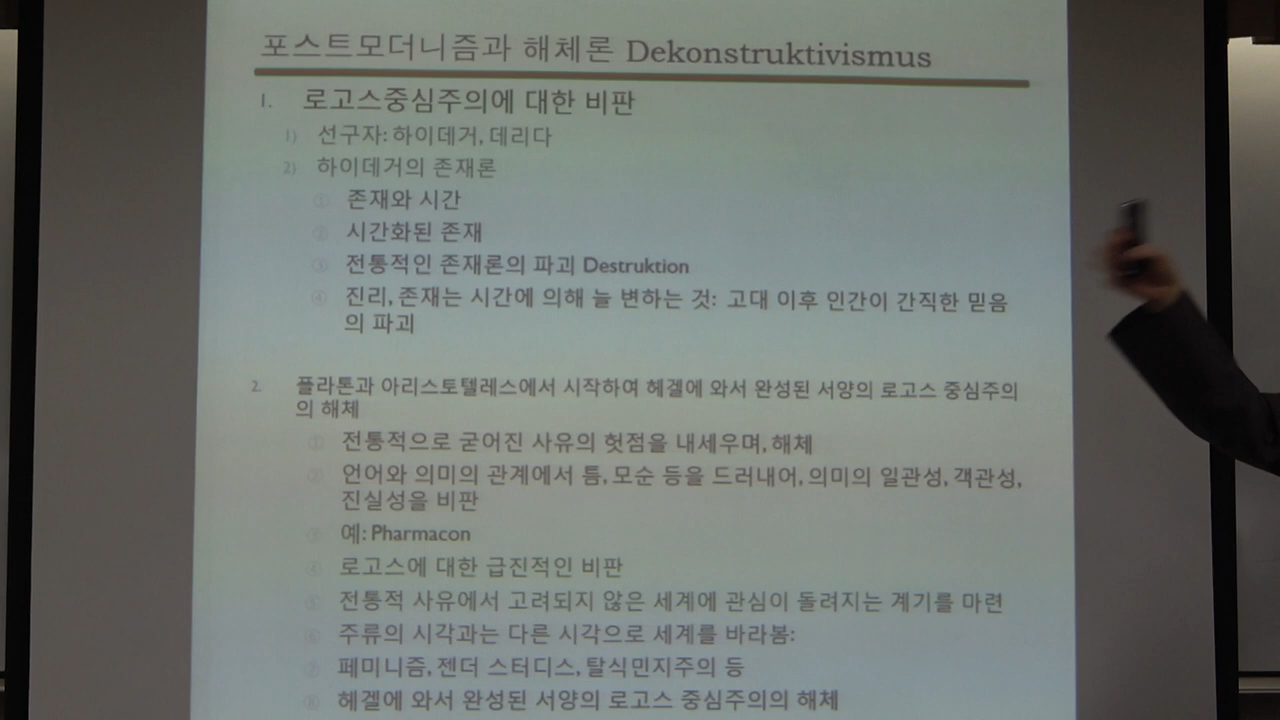 포스트모더니즘과 해체론 Dekonstruktivismus
1. 로고스중심주의에 대한 비판
1) 선구자: 하이데거, 데리다
2) 하이데거의 존재론
① 존재와 시간
② 시간화된 존재
③ 전통적인 존재론의 파괴 Destruktion
④ 진리, 존재는 시간에 의해 늘 변하는 것: 고대 이후 인간이 간직한 믿음
의 파괴
2. 플라톤과 아리스토텔레스에서 시작하여 헤겔에 와서 완성된 서양의 로고스 중심주의
의 해체
① 전통적으로 굳어진 사유의 헛점을 내세우며, 해체
② 언어와 의미의 관계에서 틈, 모순 등을 드러내어, 의미의 일관성, 객관성,
진실성을 비판
③ 예: Pharmacon
④ 로고스에 대한 급진적인 비판
⑤ 전통적 사유에서 고려되지 않은 세계에 관심이 돌려지는 계기를 마련
⑥ 주류의 시각과는 다른 시각으로 세계를 바라봄:
⑦ 페미니즘, 젠더 스터디스, 탈식민지주의 등
⑧ 헤겔에 와서 완성된 서양의 로고스 중심주의의 해체